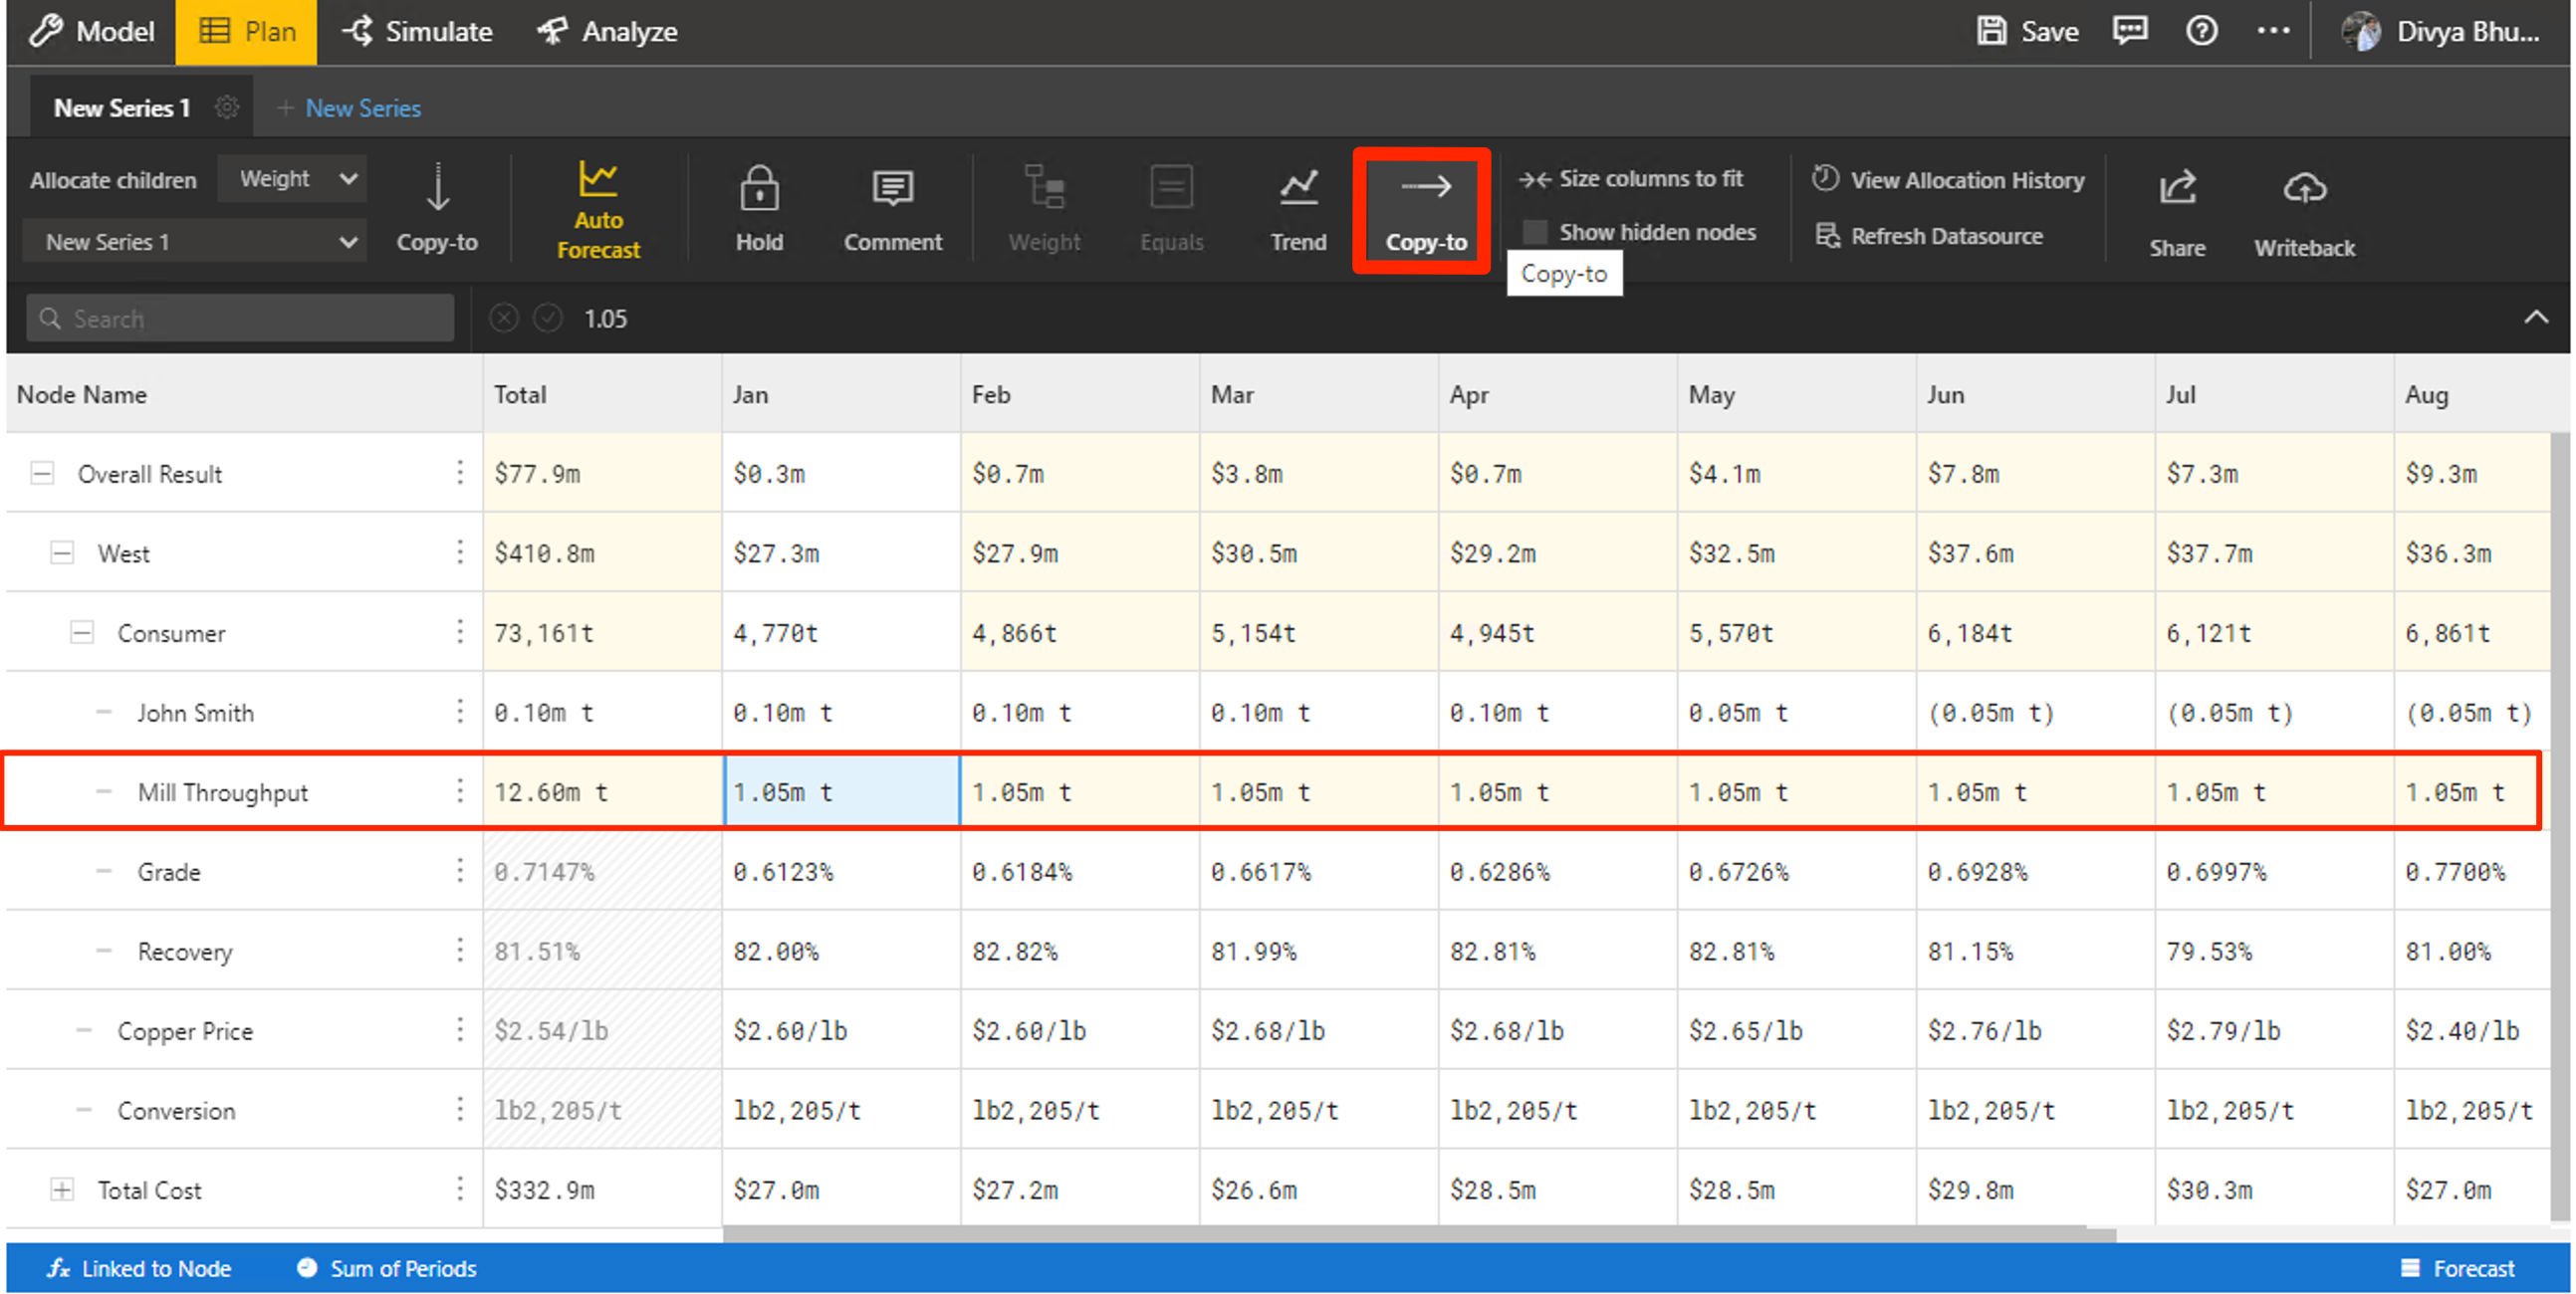 Model Plan Simulate Analyze Save Divya Bhu...
New Series 1 + New Series
Allocate children Weight
New Series 1
Copy-to
Auto
Forecast
Hold
Comment
Weight
Equals
Trend
Copy-to
Size columns to fit
Show hidden nodes
Copy-to
View Allocation History
Refresh Datasource
Share
Writeback
Search 1.05
Node Name Total Jan Feb Mar Apr May Jun Jul Aug
Overall Result $77.9m $0.3m $0.7m $3.8m $0.7m $4.1m $7.8m $7.3m $9.3m
West $410.8m $27.3m $27.9m $30.5m $29.2m $32.5m $37.6m $37.7m $36.3m
Consumer 73,161t 4,770t 4,866t 5,154t 4,945t 5,570t 6,184t 6,121t 6,861t
John Smith 0.10m t 0.10m t 0.10m t 0.10m t 0.10m t 0.05m t (0.05m t) (0.05m t) (0.05m t)
Mill Throughput 12.60m t 1.05m t 1.05m t 1.05m t 1.05m t 1.05m t 1.05m t 1.05m t 1.05m t
Grade 0.7147% 0.6123% 0.6184% 0.6617% 0.6286% 0.6726% 0.6928% 0.6997% 0.7700%
Recovery 81.51% 82.00% 82.82% 81.99% 82.81% 82.81% 81.15% 79.53% 81.00%
Copper Price $2.54/lb $2.60/lb $2.60/lb $2.68/lb $2.68/lb $2.65/lb $2.76/lb $2.79/lb $2.40/lb
Conversion lb2,205/t lb2,205/t lb2,205/t lb2,205/t lb2,205/t lb2,205/t lb2,205/t lb2,205/t lb2,205/t
Total Cost $332.9m $27.0m $27.2m $26.6m $28.5m $28.5m $29.8m $30.3m $27.0m
fx Linked to Node Sum of Periods Forecast